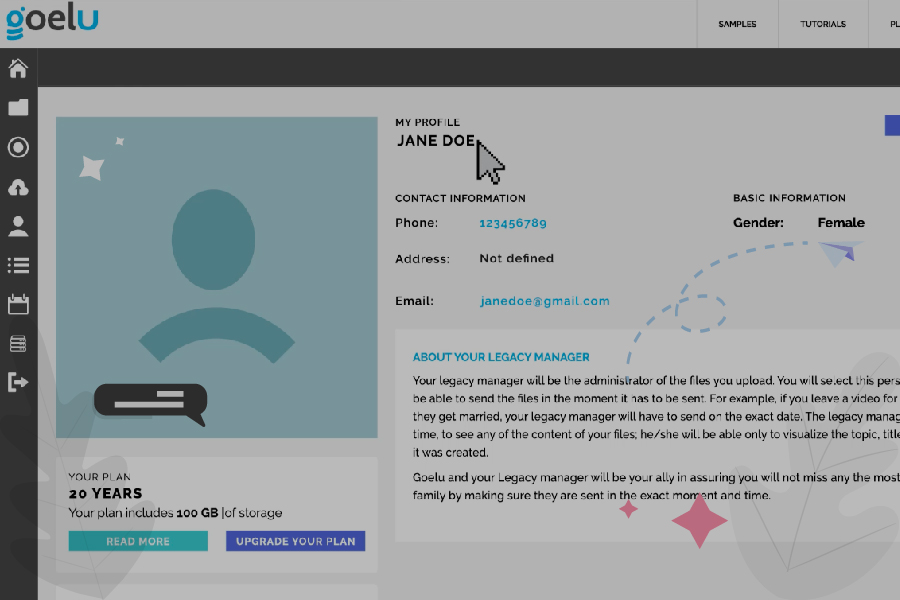 goelu
SAMPLES
TUTORIALS
MY PROFILE
JANE DOE
CONTACT INFORMATION
BASIC INFORMATION
Phone: 123456789
Gender: Female
Address: Not defined
Email: janedoe@gmail.com
ABOUT YOUR LEGACY MANAGER
Your legacy manager will be the administrator of the files you upload. You will select this
be able to send the files in the moment it has to be sent. For example, if you leave a video for
they get married, your legacy manager will have to send on the exact date. The legacy
time, to see any of the content of your files; he/she will be able only to visualize the topic,
it was created.
Goelu and your Legacy manager will be your ally in assuring you will not miss any the most
family by making sure they are sent in the exact moment and time.
YOUR PLAN
20 YEARS
Your plan includes 100 GB |of storage
READ MORE
UPGRADE YOUR PLAN